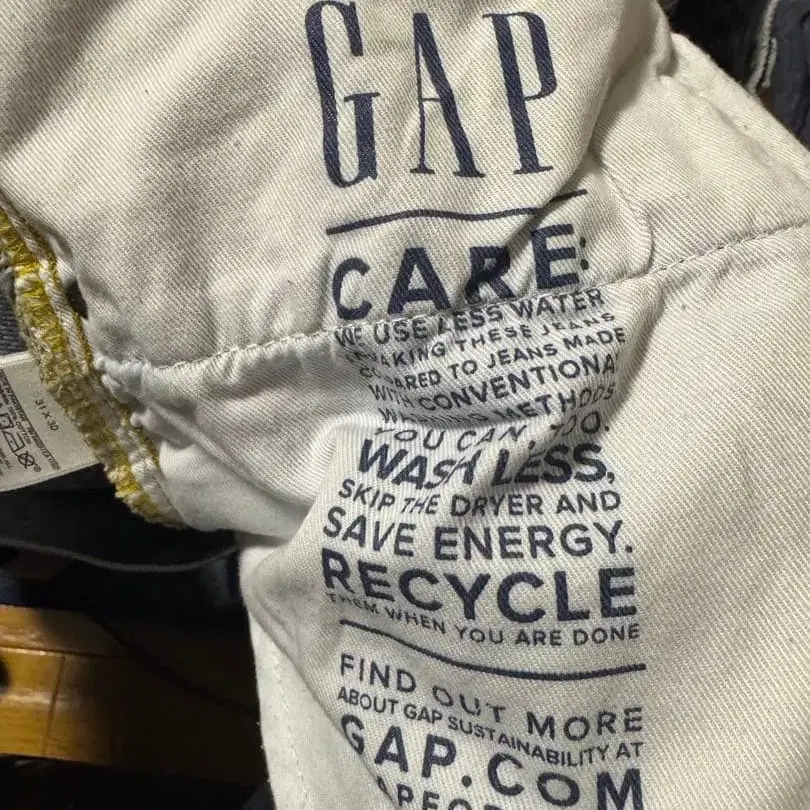 GAP
CARE:
WE USE LESS WATER
MAKING THESE JEANS
COMPARED TO JEANS MADE
WITH CONVENTIONAL
METHODS
YOU CAN, TOO.
WASH LESS,
SKIP THE DRYER AND
SAVE ENERGY.
RECYCLE
THEM WHEN YOU ARE DONE
FIND OUT MORE
ABOUT GAP SUSTAINABILITY AT
GAP.COM
31 X 30